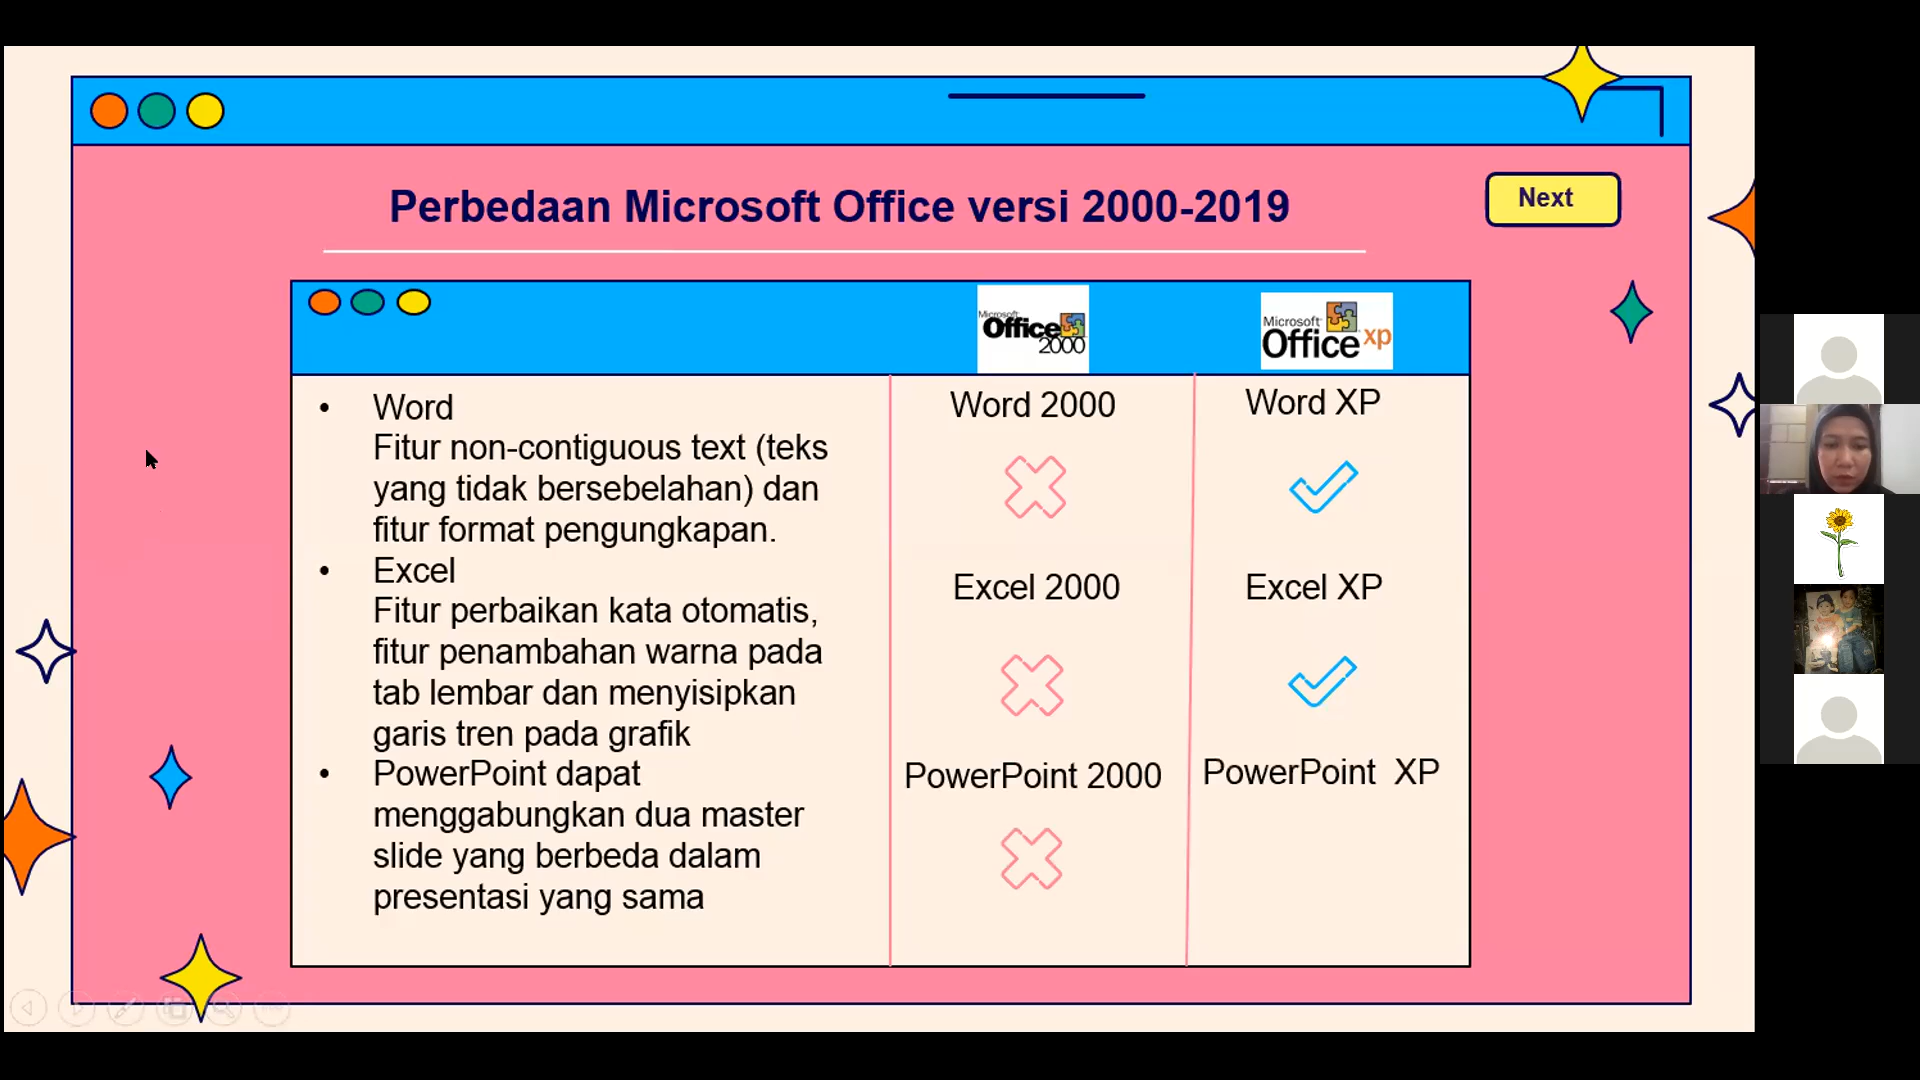 Perbedaan Microsoft Office versi 2000-2019
Next
Microsoft
Office
2000
Microsoft
Office xp
• Word
Fitur non-contiguous text (teks
yang tidak bersebelahan) dan
fitur format pengungkapan.
Word 2000
Word XP
• Excel
Fitur perbaikan kata otomatis,
fitur penambahan warna pada
tab lembar dan menyisipkan
garis tren pada grafik
Excel 2000
Excel XP
• PowerPoint dapat
menggabungkan dua master
slide yang berbeda dalam
presentasi yang sama
PowerPoint 2000
PowerPoint XP